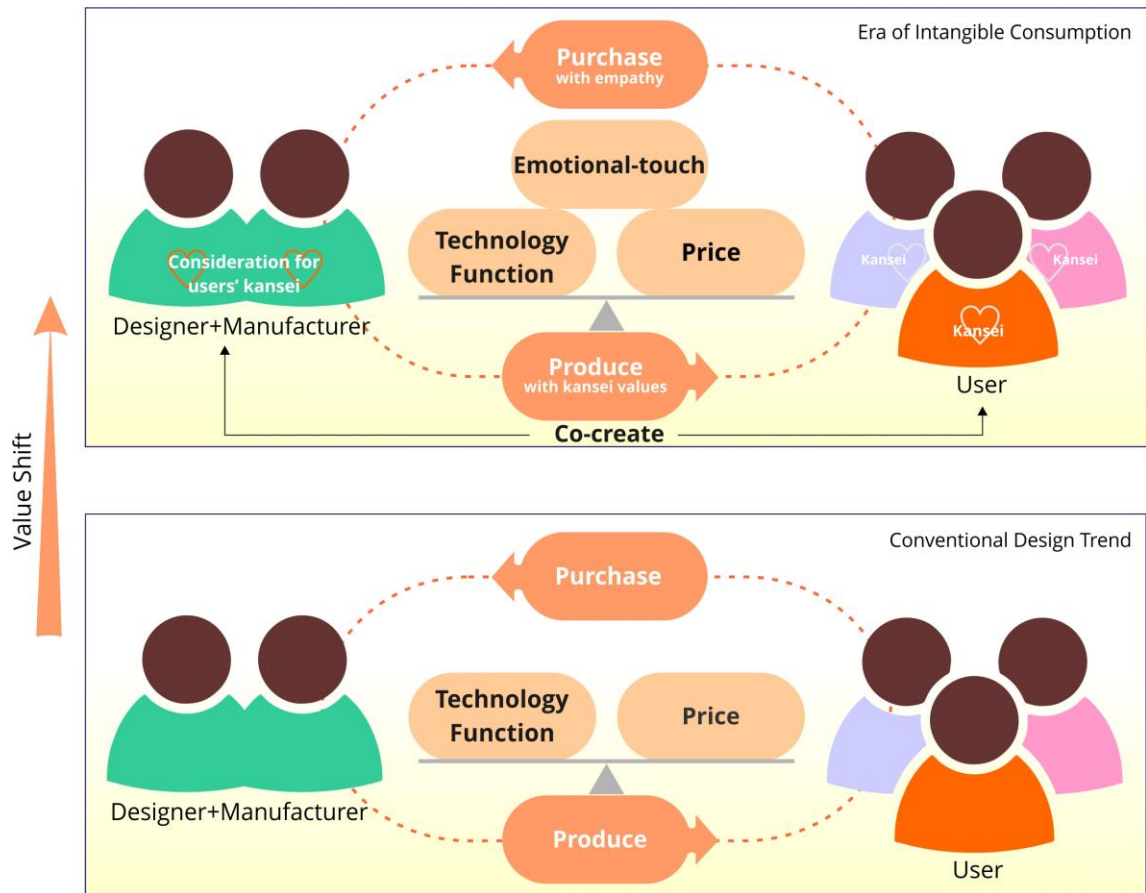 Era of Intangible Consumption
Purchase
with empathy
Emotional-touch
Technology
Function
Price
Consideration for
users’ kansei
Kansei
Kansei
Kansei
Designer+Manufacturer
Produce
with kansei values
User
Co-create
Value Shift
Conventional Design Trend
Purchase
Technology
Function
Price
Designer+Manufacturer
Produce
User